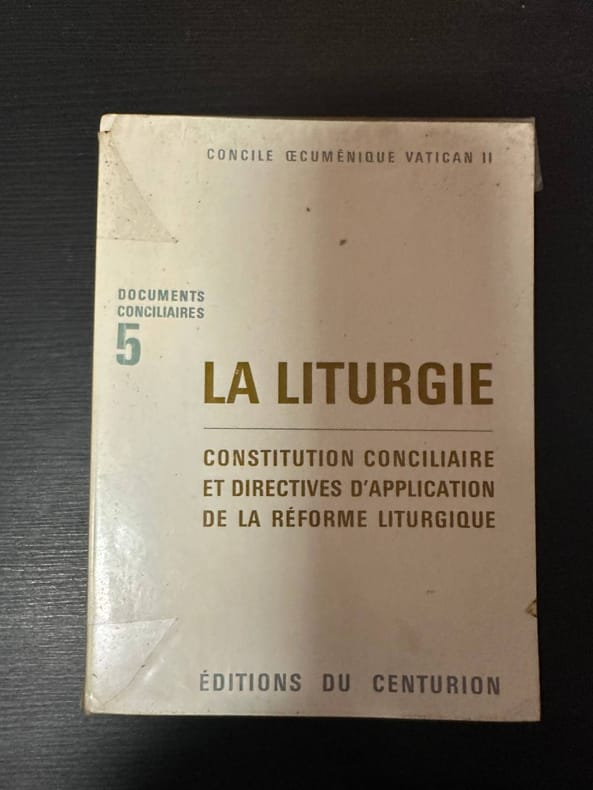 CONCILE ŒCUMÉNIQUE VATICAN II
DOCUMENTS
CONCILIAIRES
5
LA LITURGIE
CONSTITUTION CONCILIAIRE
ET DIRECTIVES D'APPLICATION
DE LA RÉFORME LITURGIQUE
ÉDITIONS DU CENTURION